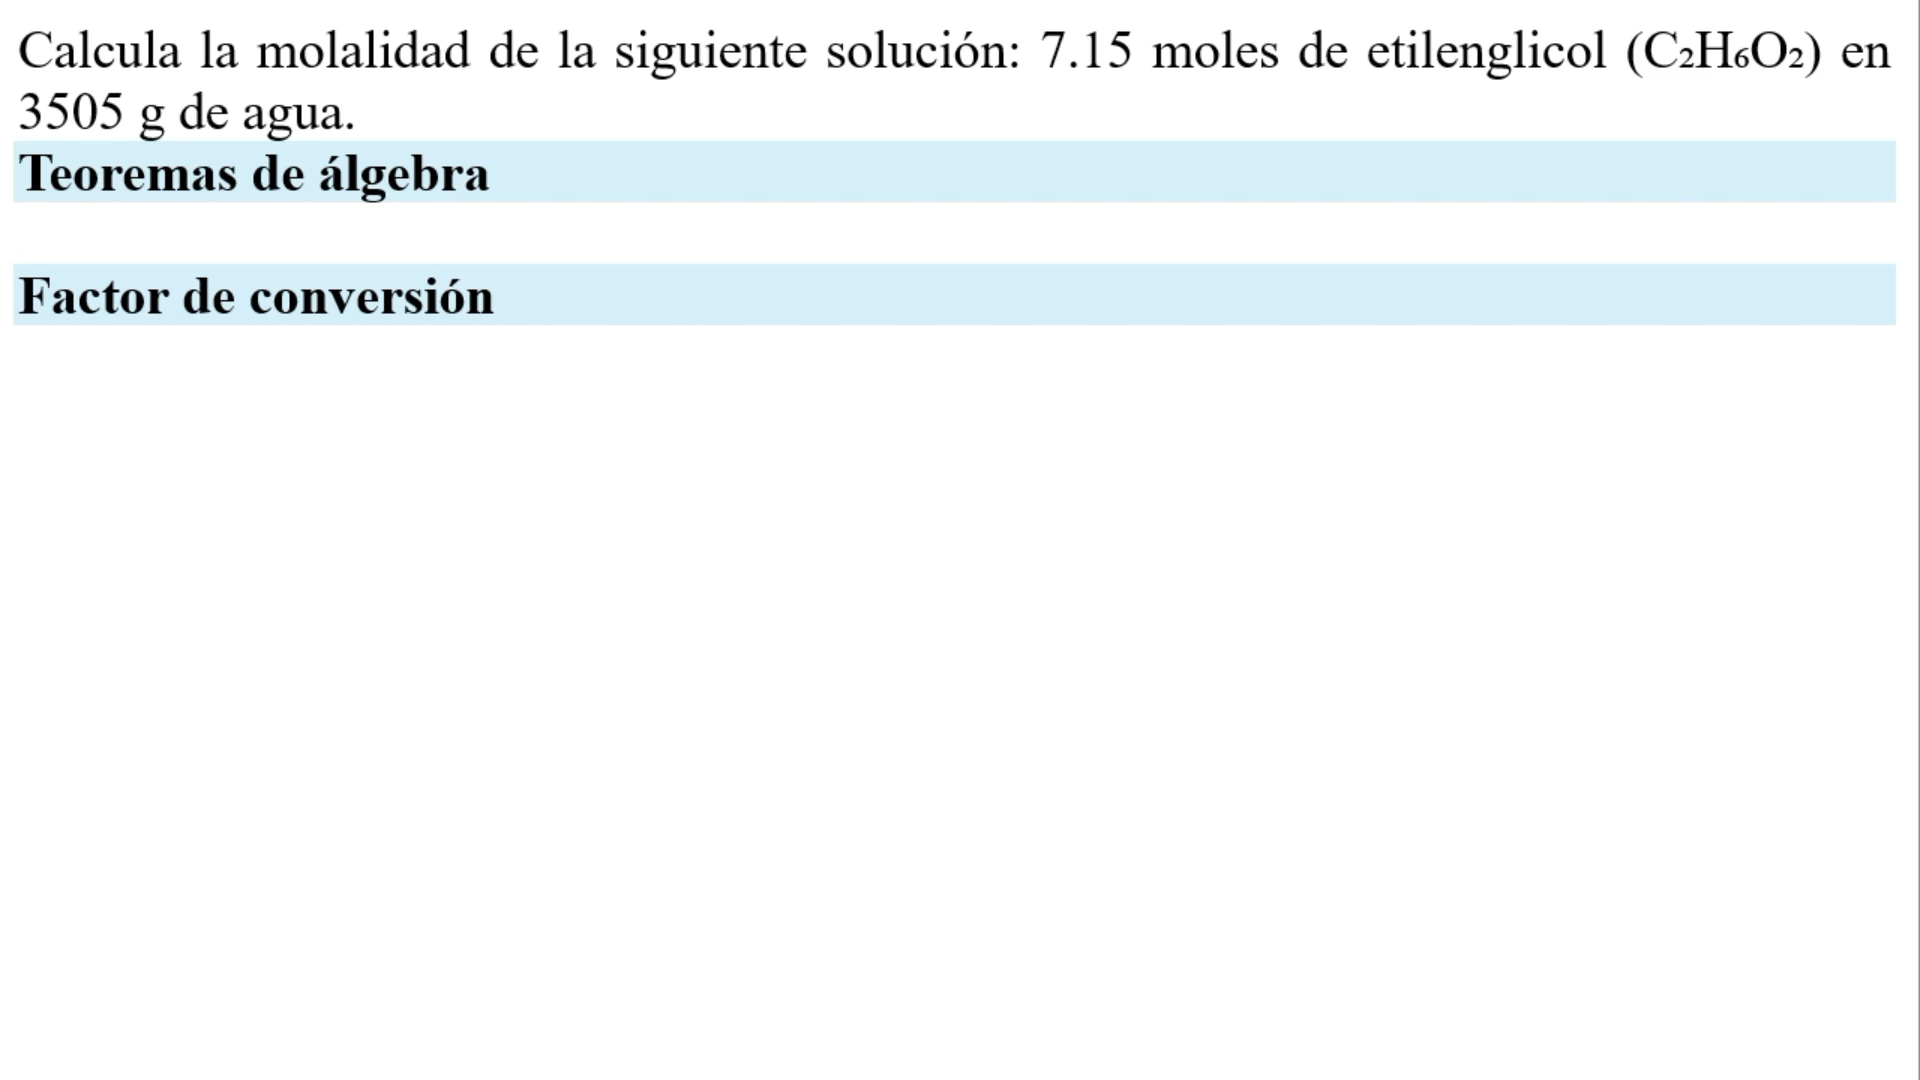 Calcula la molalidad de la siguiente solución: 7.15 moles de etilenglicol (C₂H₆O₂) en
3505 g de agua.
Teoremas de álgebra
Factor de conversión